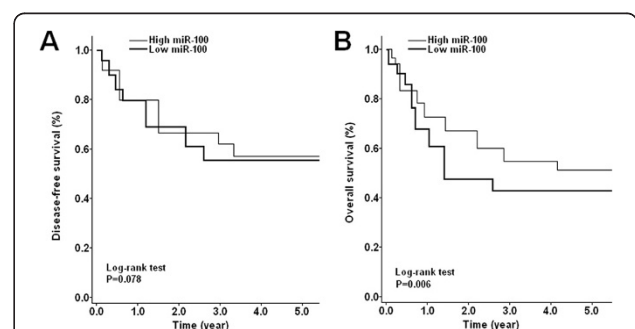 A
High miR-100
Low miR-100
Disease-free survival (%)
1.0
0.8
0.6
0.4
0.2
0.0
Log-rank test
P=0.078
0.0 1.0 2.0 3.0 4.0 5.0
Time (year)
B
High miR-100
Low miR-100
Overall survival (%)
1.0
0.8
0.6
0.4
0.2
0.0
Log-rank test
P=0.006
0.0 1.0 2.0 3.0 4.0 5.0
Time (year)